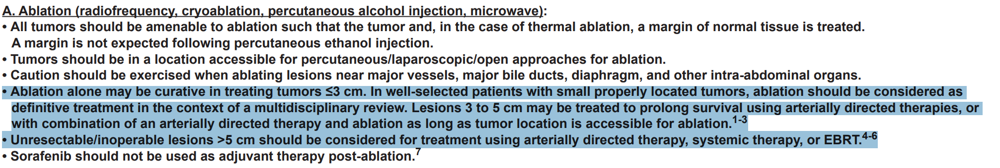 A. Ablation (radiofrequency, cryoablation, percutaneous alcohol injection, microwave):
• All tumors should be amenable to ablation such that the tumor and, in the case of thermal ablation, a margin of normal tissue is treated.
A margin is not expected following percutaneous ethanol injection.
• Tumors should be in a location accessible for percutaneous/laparoscopic/open approaches for ablation.
• Caution should be exercised when ablating lesions near major vessels, major bile ducts, diaphragm, and other intra-abdominal organs.
• Ablation alone may be curative in treating tumors ≤3 cm. In well-selected patients with small properly located tumors, ablation should be considered as
definitive treatment in the context of a multidisciplinary review. Lesions 3 to 5 cm may be treated to prolong survival using arterially directed therapies, or
with combination of an arterially directed therapy and ablation as long as tumor location is accessible for ablation.1-3
• Unresectable/inoperable lesions >5 cm should be considered for treatment using arterially directed therapy, systemic therapy, or EBRT.4-6
• Sorafenib should not be used as adjuvant therapy post-ablation.7